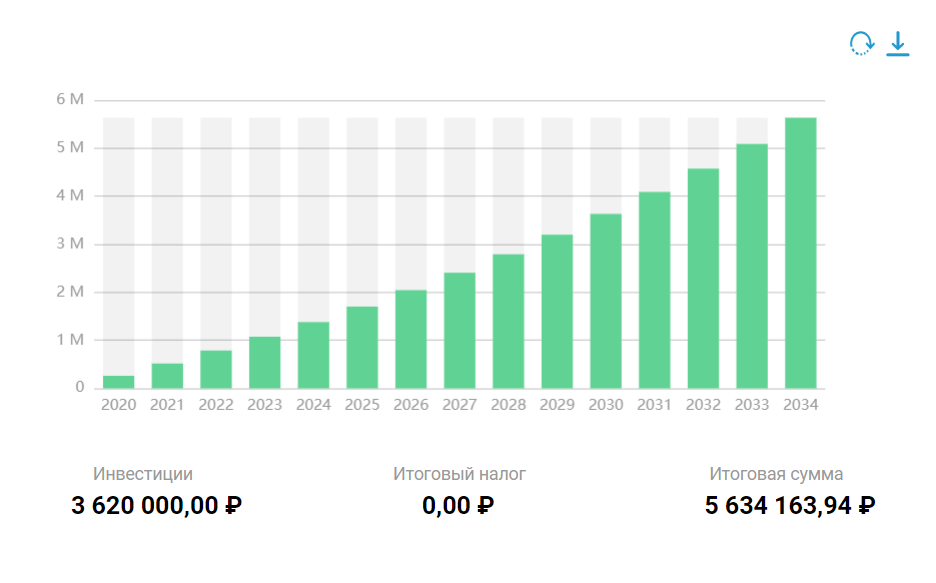 6 M
5 M
4 M
3 M
2 M
1 M
0
2020 2021 2022 2023 2024 2025 2026 2027 2028 2029 2030 2031 2032 2033 2034
Инвестиции Итоговый налог Итоговая сумма
3 620 000,00 ₽ 0,00 ₽ 5 634 163,94 ₽